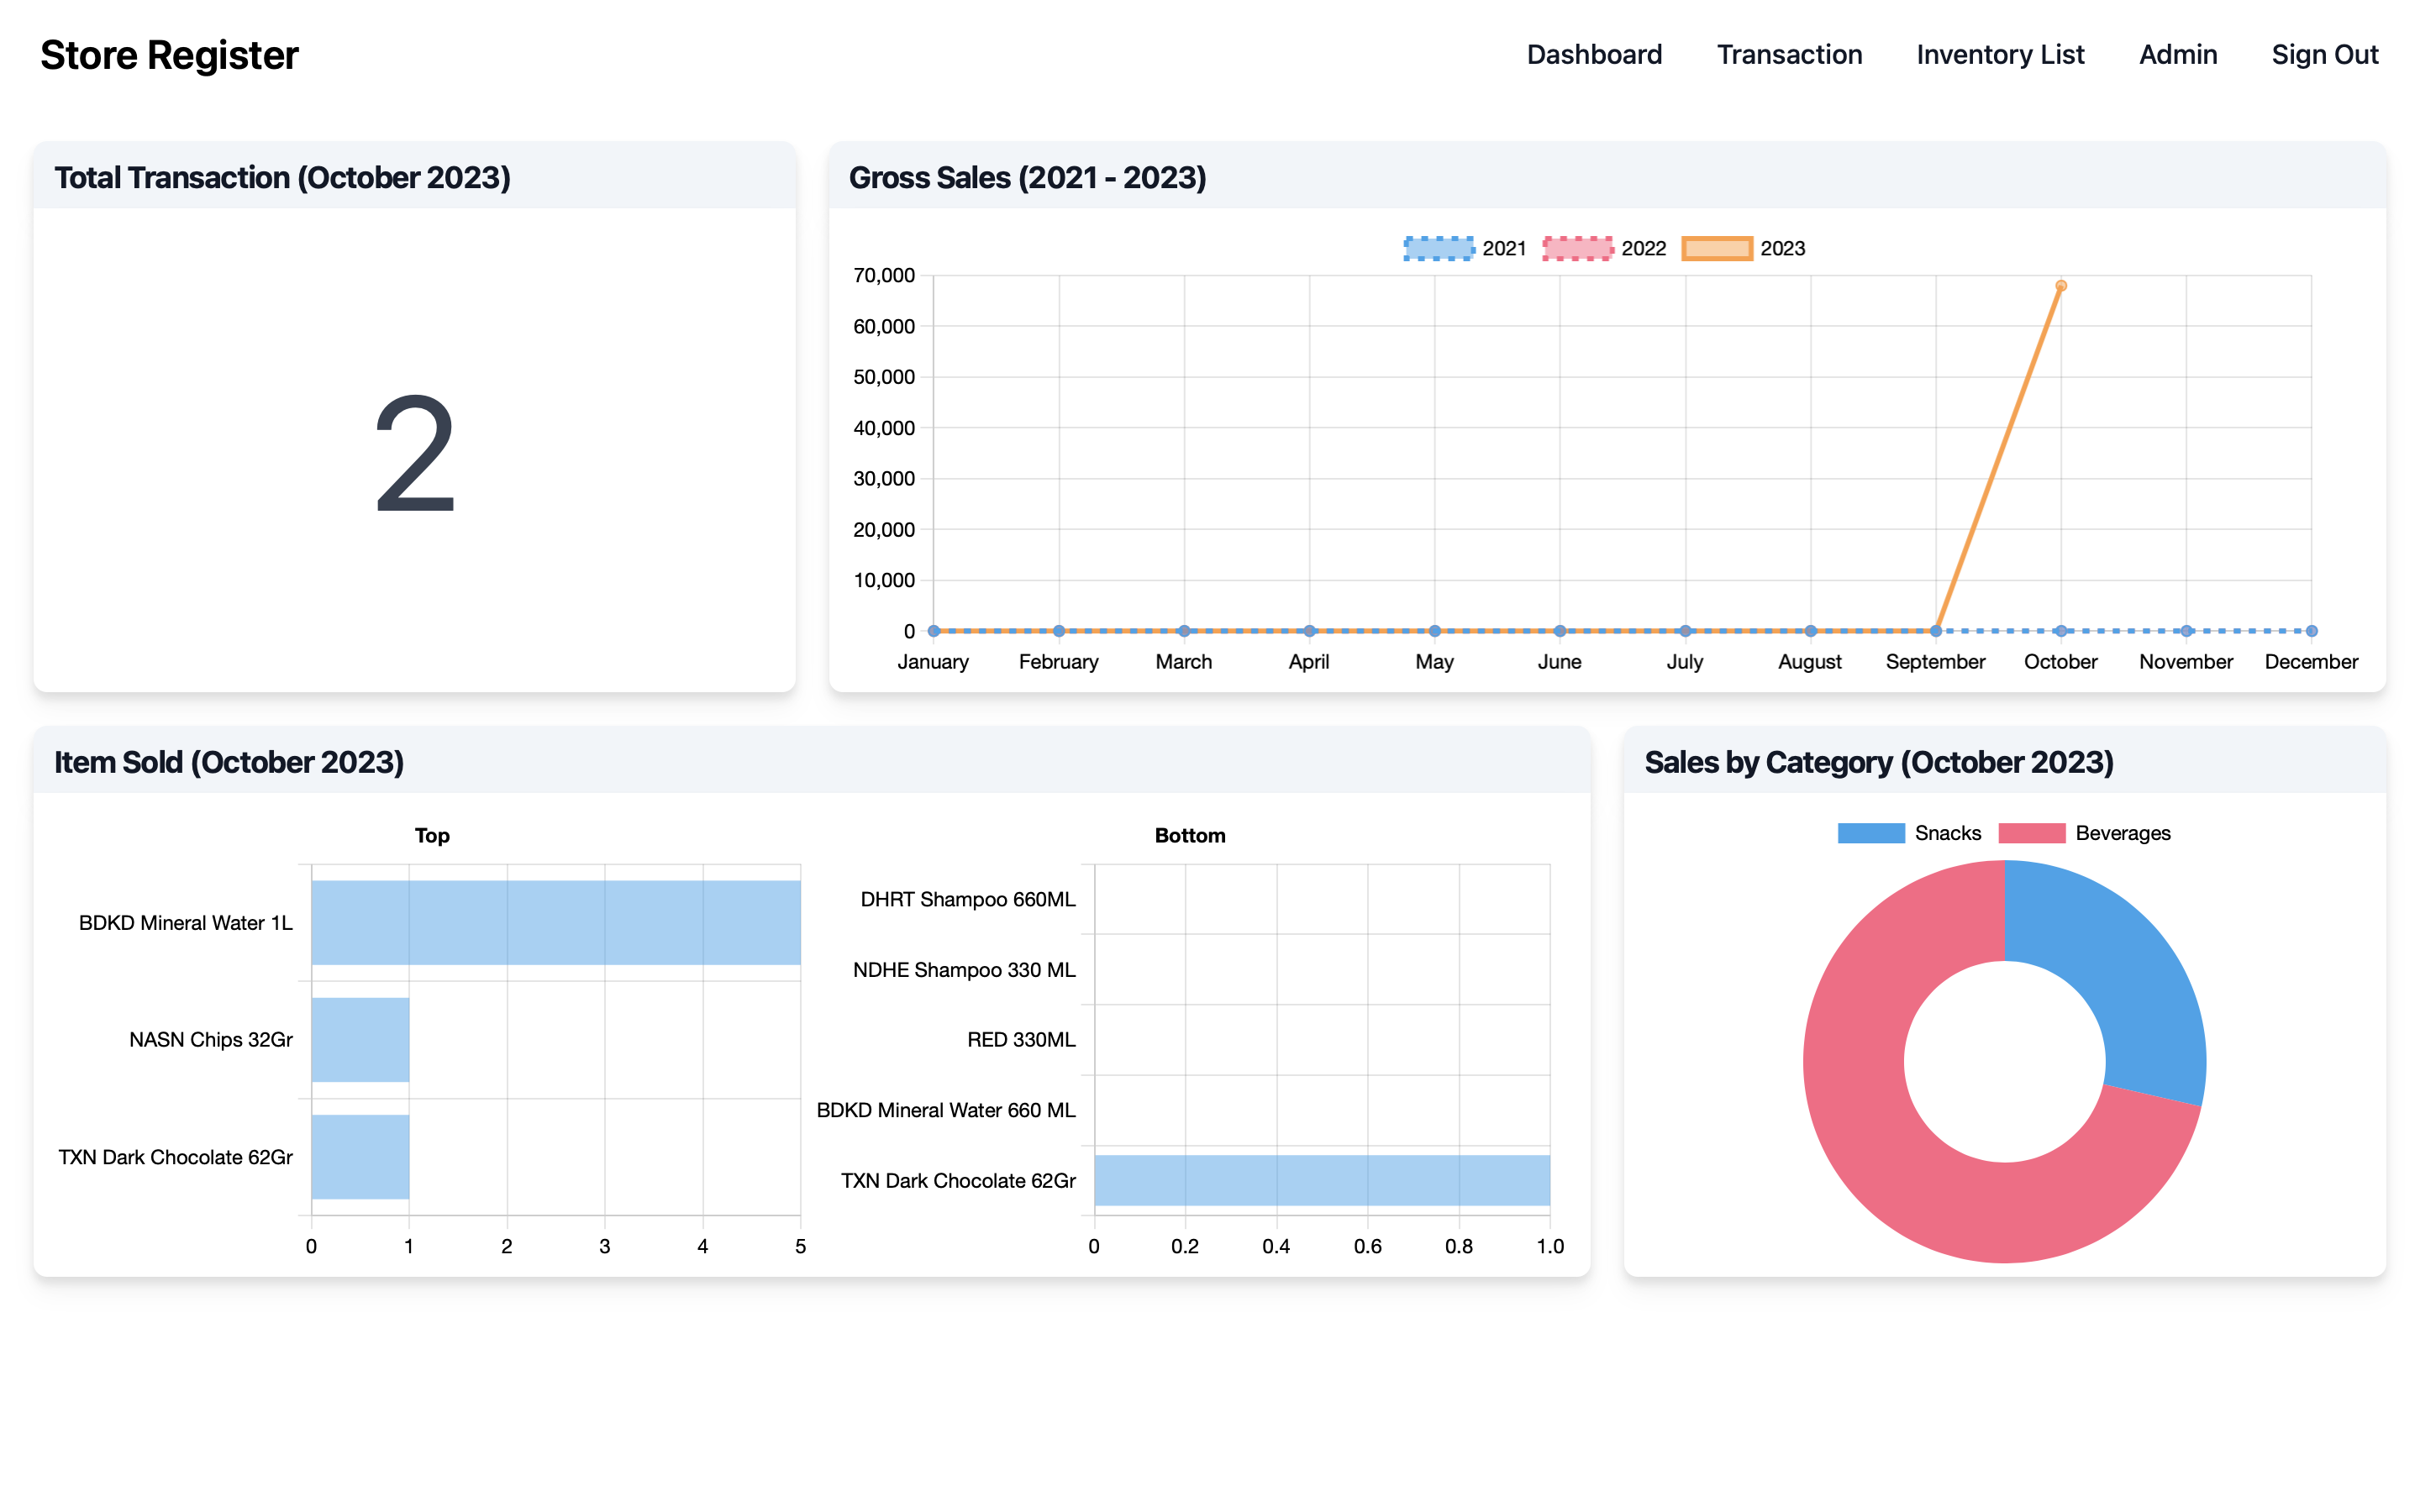 Store Register
Dashboard Transaction Inventory List Admin Sign Out
Total Transaction (October 2023)
2
Gross Sales (2021 - 2023)
2021 2022 2023
70,000
60,000
50,000
40,000
30,000
20,000
10,000
0
January February March April May June July August September October November December
Item Sold (October 2023)
Top
BDKD Mineral Water 1L
NASN Chips 32Gr
TXN Dark Chocolate 62Gr
0 1 2 3 4 5
Bottom
DHRT Shampoo 660ML
NDHE Shampoo 330 ML
RED 330ML
BDKD Mineral Water 660 ML
TXN Dark Chocolate 62Gr
0 0.2 0.4 0.6 0.8 1.0
Sales by Category (October 2023)
Snacks Beverages